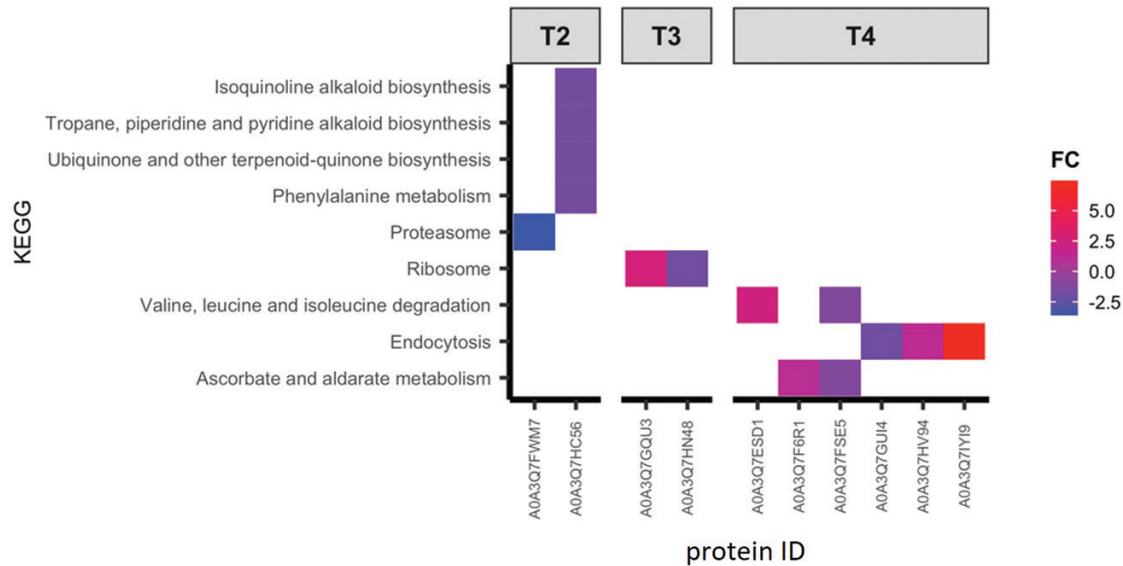 T2 T3 T4
Isoquinoline alkaloid biosynthesis
Tropane, piperidine and pyridine alkaloid biosynthesis
Ubiquinone and other terpenoid-quinone biosynthesis
Phenylalanine metabolism
Proteasome
Ribosome
Valine, leucine and isoleucine degradation
Endocytosis
Ascorbate and aldarate metabolism
KEGG
FC
5.0
2.5
0.0
-2.5
A0A3Q7FWM7
A0A3Q7HC56
A0A3Q7GQU3
A0A3Q7HN48
A0A3Q7ESD1
A0A3Q7F6R1
A0A3Q7FSE5
A0A3Q7GUI4
A0A3Q7HV94
A0A3Q7IYI9
protein ID